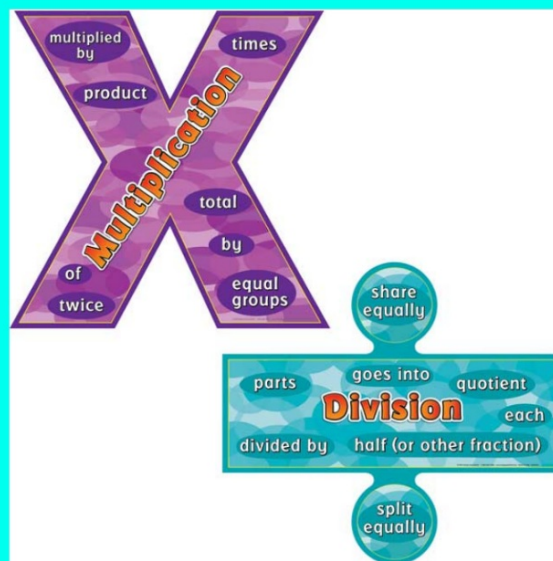 multiplied
by
times
product
Multiplication
total
by
of
equal
groups
twice
share
equally
parts
goes into
quotient
Division
each
divided by
half (or other fraction)
split
equally